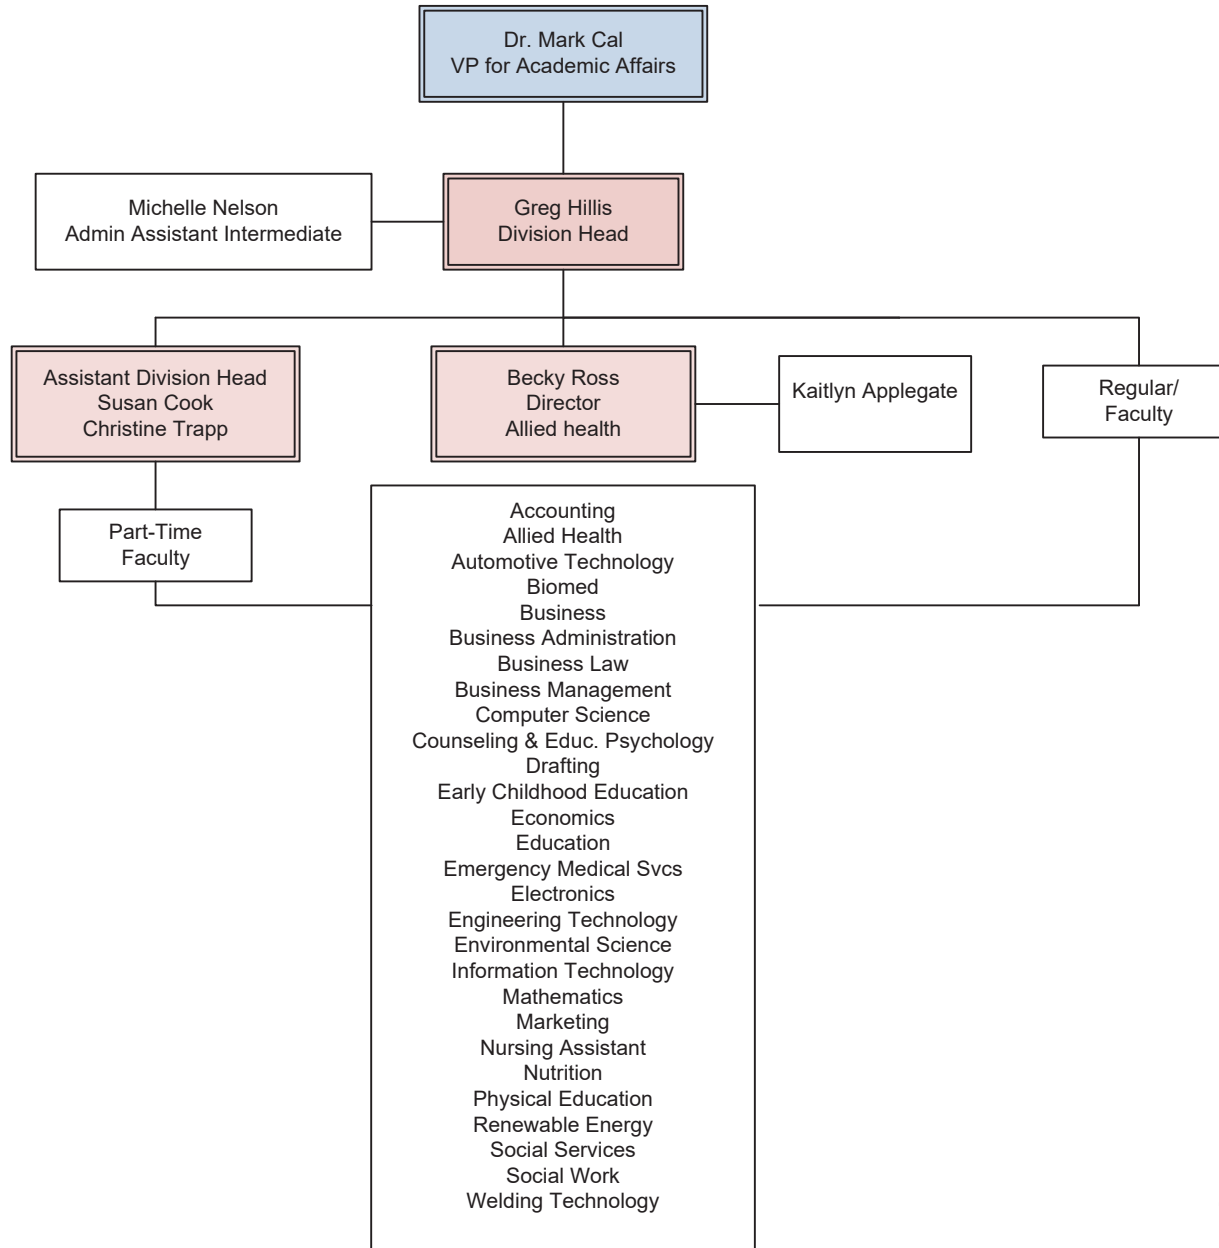 Dr. Mark Cal
VP for Academic Affairs
Michelle Nelson
Admin Assistant Intermediate
Greg Hillis
Division Head
Assistant Division Head
Susan Cook
Christine Trapp
Becky Ross
Director
Allied health
Kaitlyn Applegate
Regular/
Faculty
Part-Time
Faculty
Accounting
Allied Health
Automotive Technology
Biomed
Business
Business Administration
Business Law
Business Management
Computer Science
Counseling & Educ. Psychology
Drafting
Early Childhood Education
Economics
Education
Emergency Medical Svcs
Electronics
Engineering Technology
Environmental Science
Information Technology
Mathematics
Marketing
Nursing Assistant
Nutrition
Physical Education
Renewable Energy
Social Services
Social Work
Welding Technology